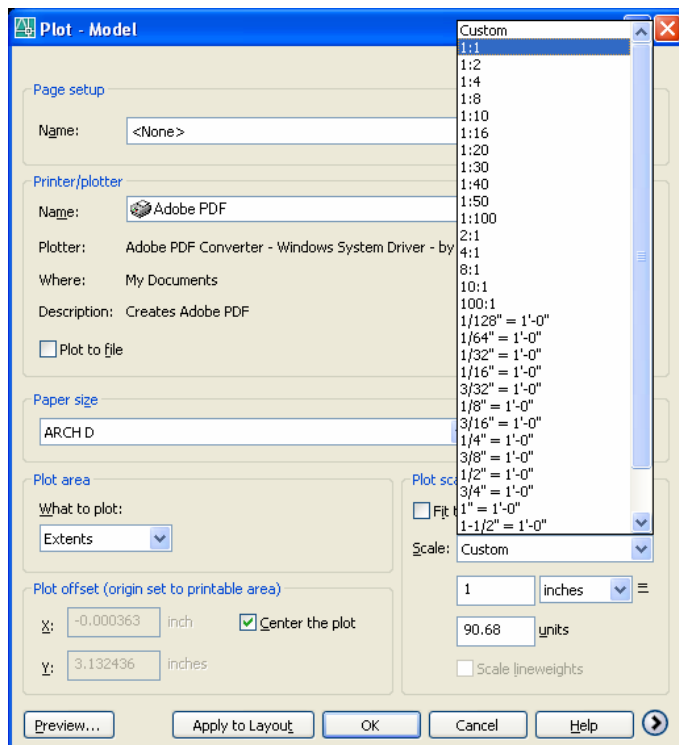 Plot - Model
Page setup
Name:
<None>
Printer/plotter
Name:
Adobe PDF
Plotter:
Adobe PDF Converter - Windows System Driver - by
Where:
My Documents
Description:
Creates Adobe PDF
Plot to file
Paper size
ARCH D
Plot area
What to plot:
Extents
Plot offset (origin set to printable area)
X:
-0.000363
inch
Center the plot
Y:
3.132436
inches
Custom
1:1
1:2
1:4
1:8
1:10
1:16
1:20
1:30
1:40
1:50
1:100
2:1
4:1
8:1
10:1
100:1
1/128" = 1'-0"
1/64" = 1'-0"
1/32" = 1'-0"
1/16" = 1'-0"
3/32" = 1'-0"
1/8" = 1'-0"
3/16" = 1'-0"
1/4" = 1'-0"
3/8" = 1'-0"
1/2" = 1'-0"
3/4" = 1'-0"
1" = 1'-0"
1-1/2" = 1'-0"
Plot
Scale:
Custom
1
inches
=
90.68
units
Scale lineweights
Preview...
Apply to Layout
OK
Cancel
Help